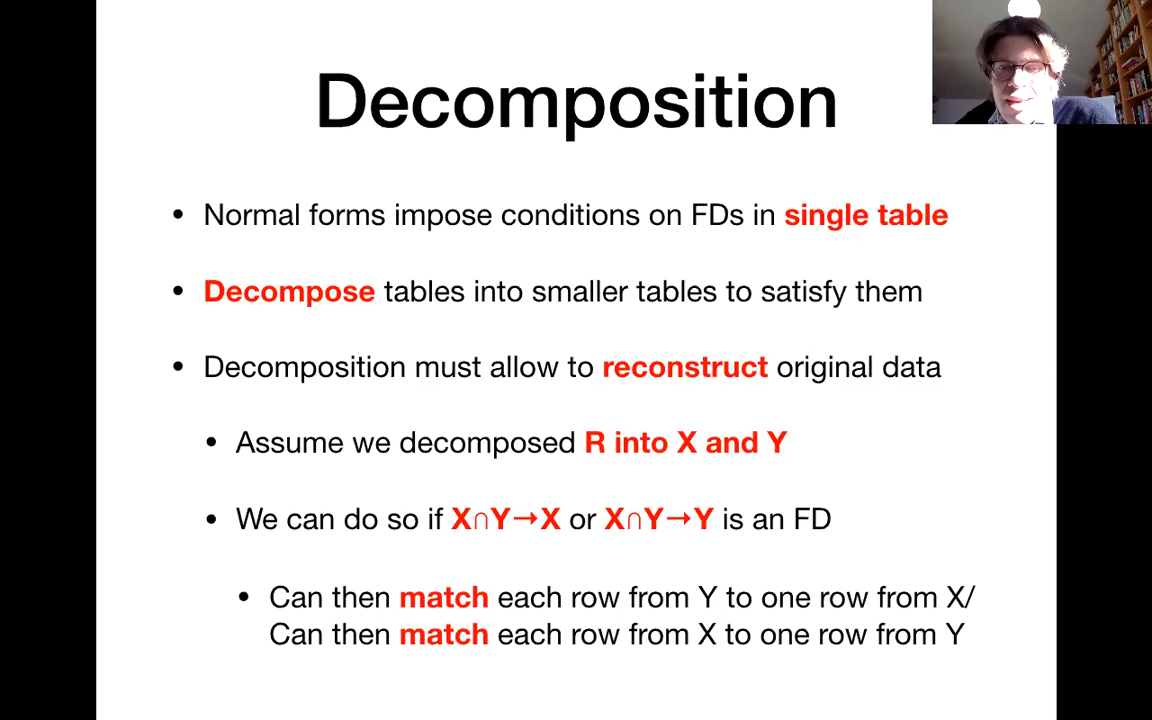 Decomposition
• Normal forms impose conditions on FDs in single table
• Decompose tables into smaller tables to satisfy them
• Decomposition must allow to reconstruct original data
• Assume we decomposed R into X and Y
• We can do so if X∩Y→X or X∩Y→Y is an FD
• Can then match each row from Y to one row from X/
Can then match each row from X to one row from Y